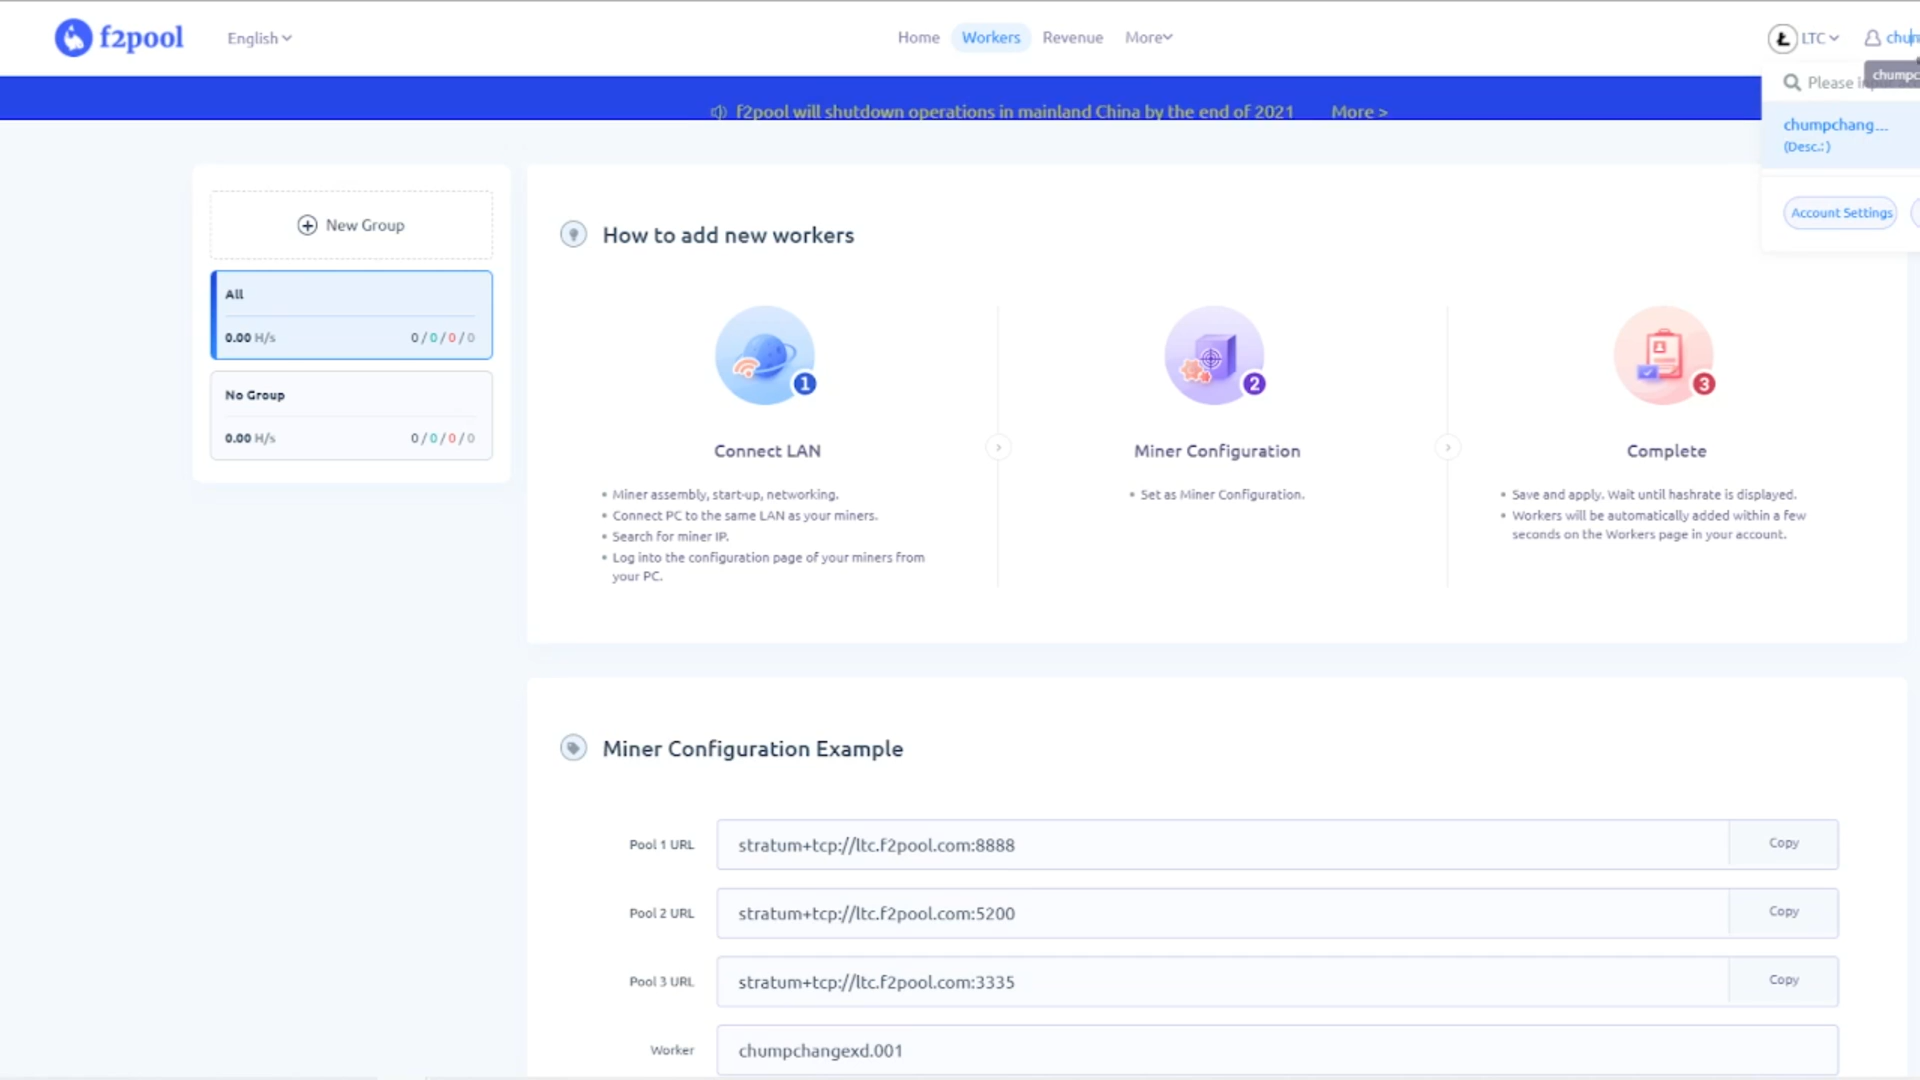 f2pool
English
Home
Workers
Revenue
More
LTC
chum
Please
chumpc
f2pool will shutdown operations in mainland China by the end of 2021
More >
chumpchang...
(Desc.: )
Account Settings
New Group
All
0.00 H/s
0 / 0 / 0 / 0
No Group
0.00 H/s
0 / 0 / 0 / 0
How to add new workers
1
Connect LAN
• Miner assembly, start-up, networking.
• Connect PC to the same LAN as your miners.
• Search for miner IP.
• Log into the configuration page of your miners from
your PC.
2
Miner Configuration
• Set as Miner Configuration.
3
Complete
• Save and apply. Wait until hashrate is displayed.
• Workers will be automatically added within a few
seconds on the Workers page in your account.
Miner Configuration Example
Pool 1 URL
stratum+tcp://ltc.f2pool.com:8888
Copy
Pool 2 URL
stratum+tcp://ltc.f2pool.com:5200
Copy
Pool 3 URL
stratum+tcp://ltc.f2pool.com:3335
Copy
Worker
chumpchangexd.001